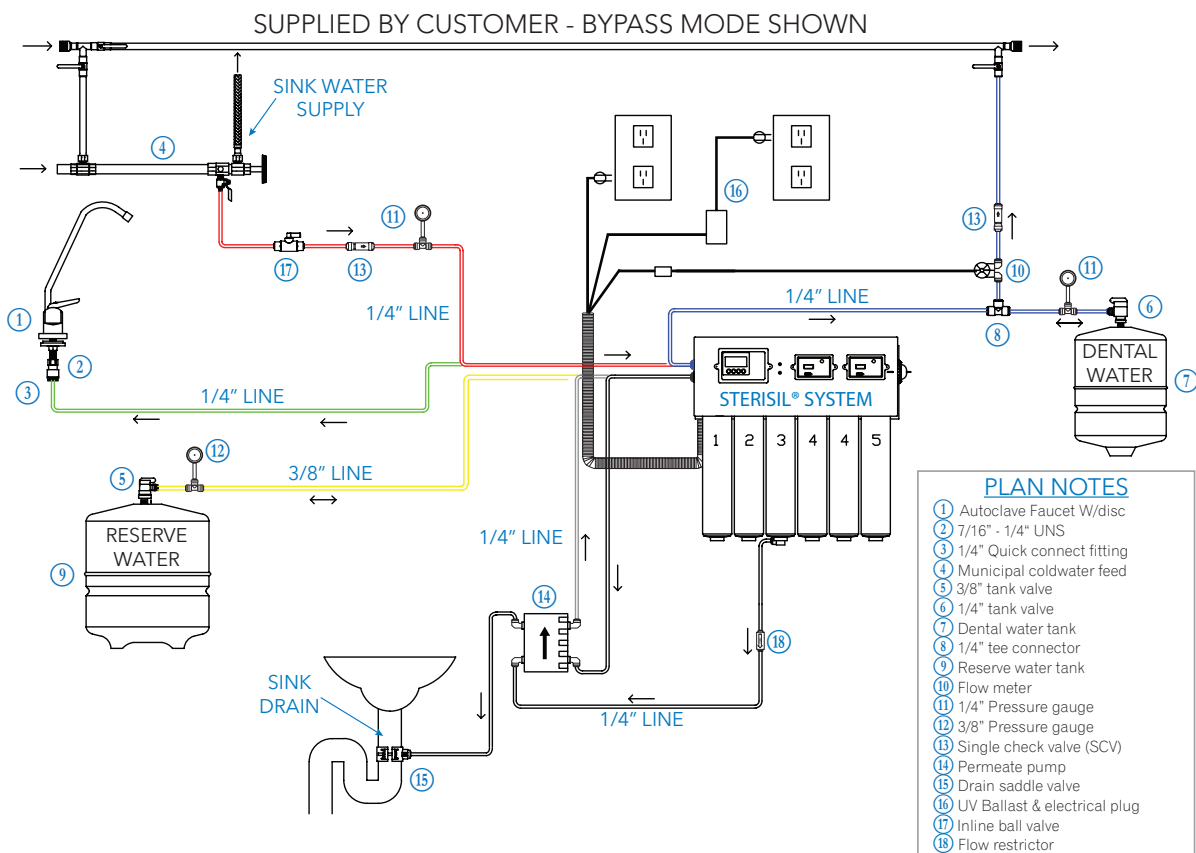 SUPPLIED BY CUSTOMER - BYPASS MODE SHOWN
SINK WATER
SUPPLY
4
16
11
13
17
13
10
11
1/4” LINE
1/4” LINE
8
6
1
2
3
1/4” LINE
DENTAL
WATER
7
STERISIL® SYSTEM
1 2 3 4 4 5
12
5
3/8” LINE
RESERVE
WATER
9
1/4” LINE
14
18
SINK
DRAIN
1/4” LINE
15
PLAN NOTES
1 Autoclave Faucet W/disc
2 7/16” - 1/4“ UNS
3 1/4” Quick connect fitting
4 Municipal coldwater feed
5 3/8” tank valve
6 1/4” tank valve
7 Dental water tank
8 1/4” tee connector
9 Reserve water tank
10 Flow meter
11 1/4” Pressure gauge
12 3/8” Pressure gauge
13 Single check valve (SCV)
14 Permeate pump
15 Drain saddle valve
16 UV Ballast & electrical plug
17 Inline ball valve
18 Flow restrictor